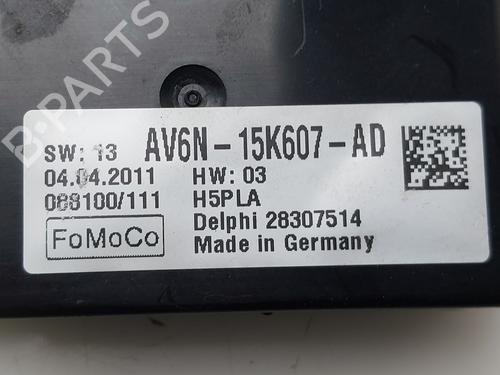 B-PARTS
SW: 13 AV6N-15K607-AD
04.04.2011 HW: 03
088100/111 H5PLA
FoMoCo Delphi 28307514
Made in Germany